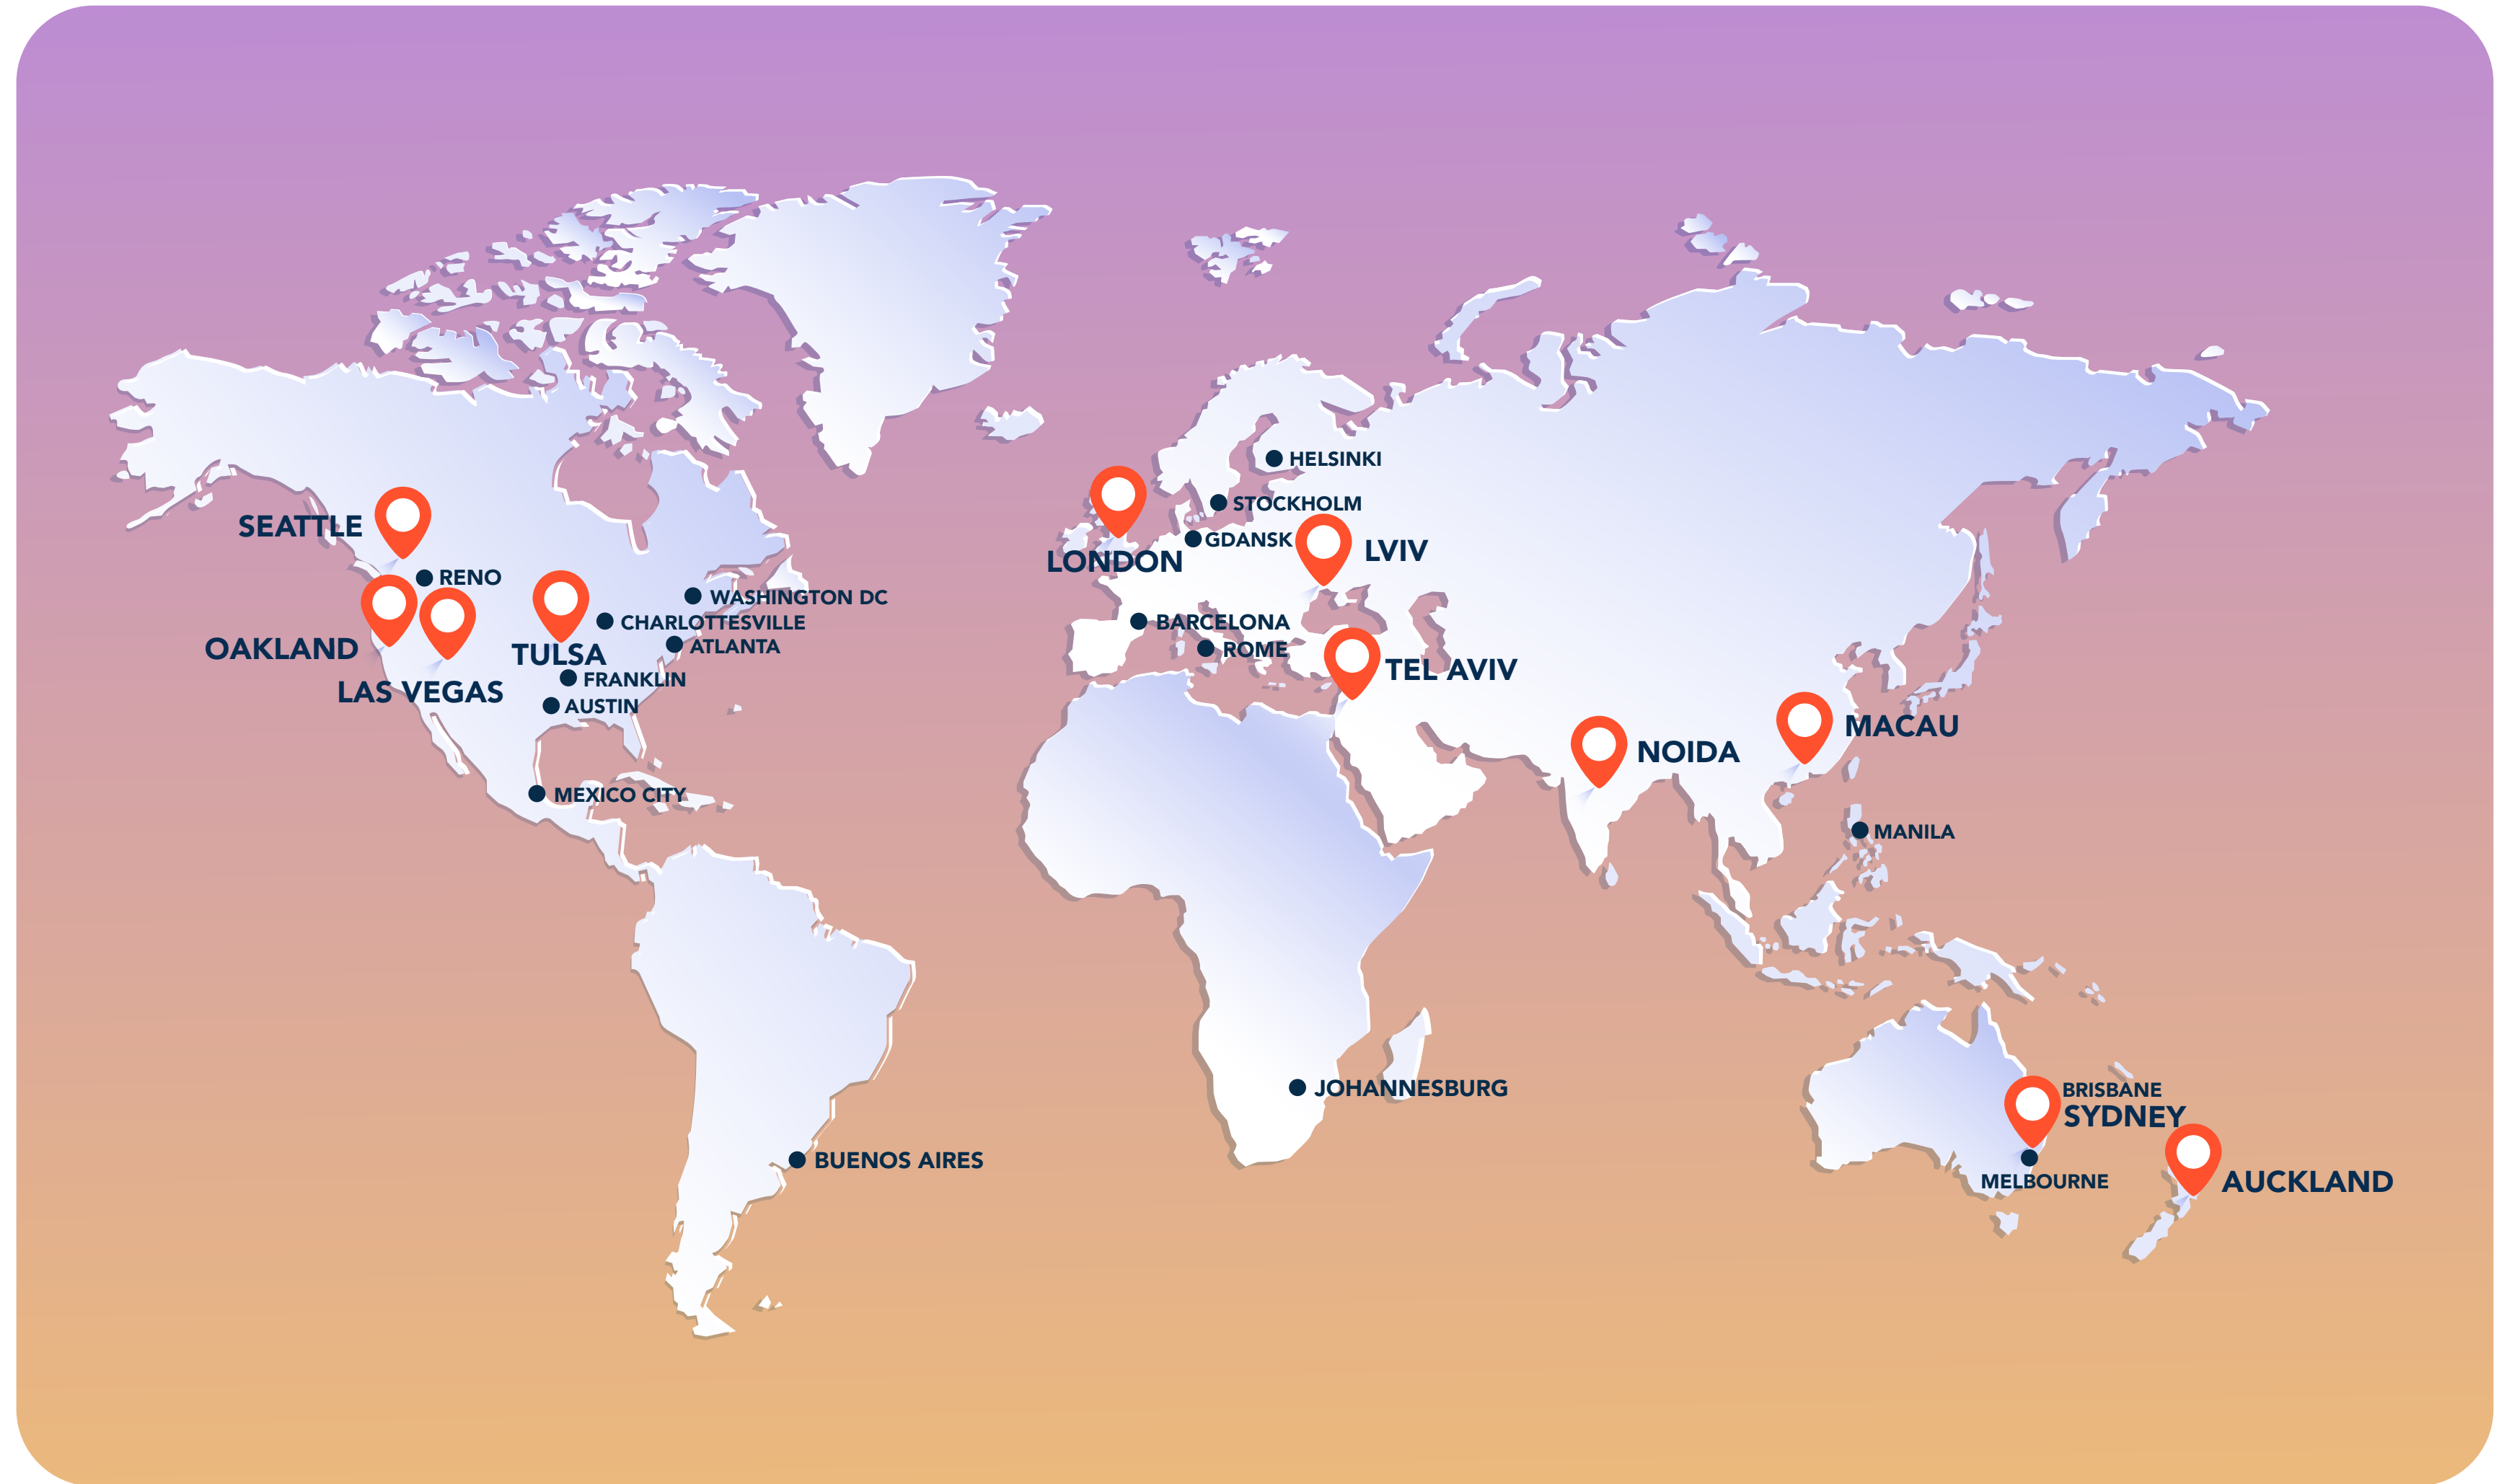 HELSINKI
STOCKHOLM
SEATTLE
GDANSK
LVIV
LONDON
RENO
WASHINGTON DC
CHARLOTTESVILLE
BARCELONA
ATLANTA
OAKLAND
ROME
TULSA
TEL AVIV
FRANKLIN
LAS VEGAS
AUSTIN
MACAU
NOIDA
MEXICO CITY
MANILA
JOHANNESBURG
BRISBANE
SYDNEY
BUENOS AIRES
MELBOURNE
AUCKLAND